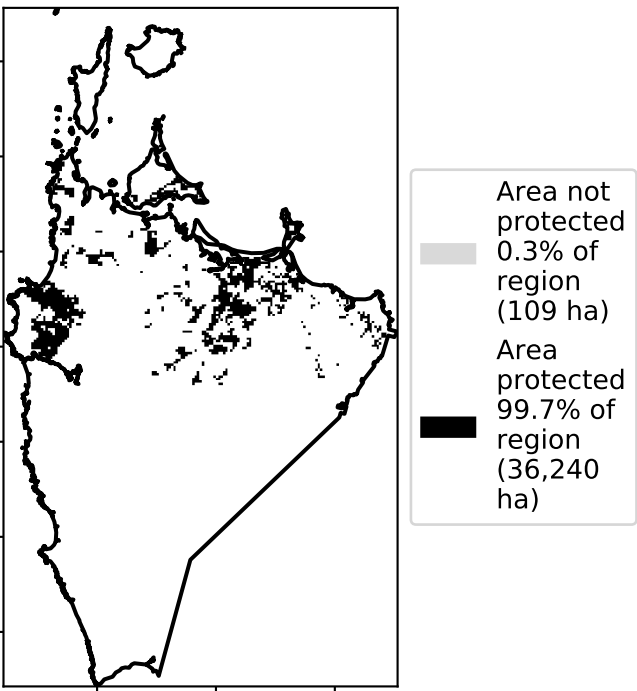 Area not
protected
0.3% of
region
(109 ha)
Area
protected
99.7% of
region
(36,240
ha)